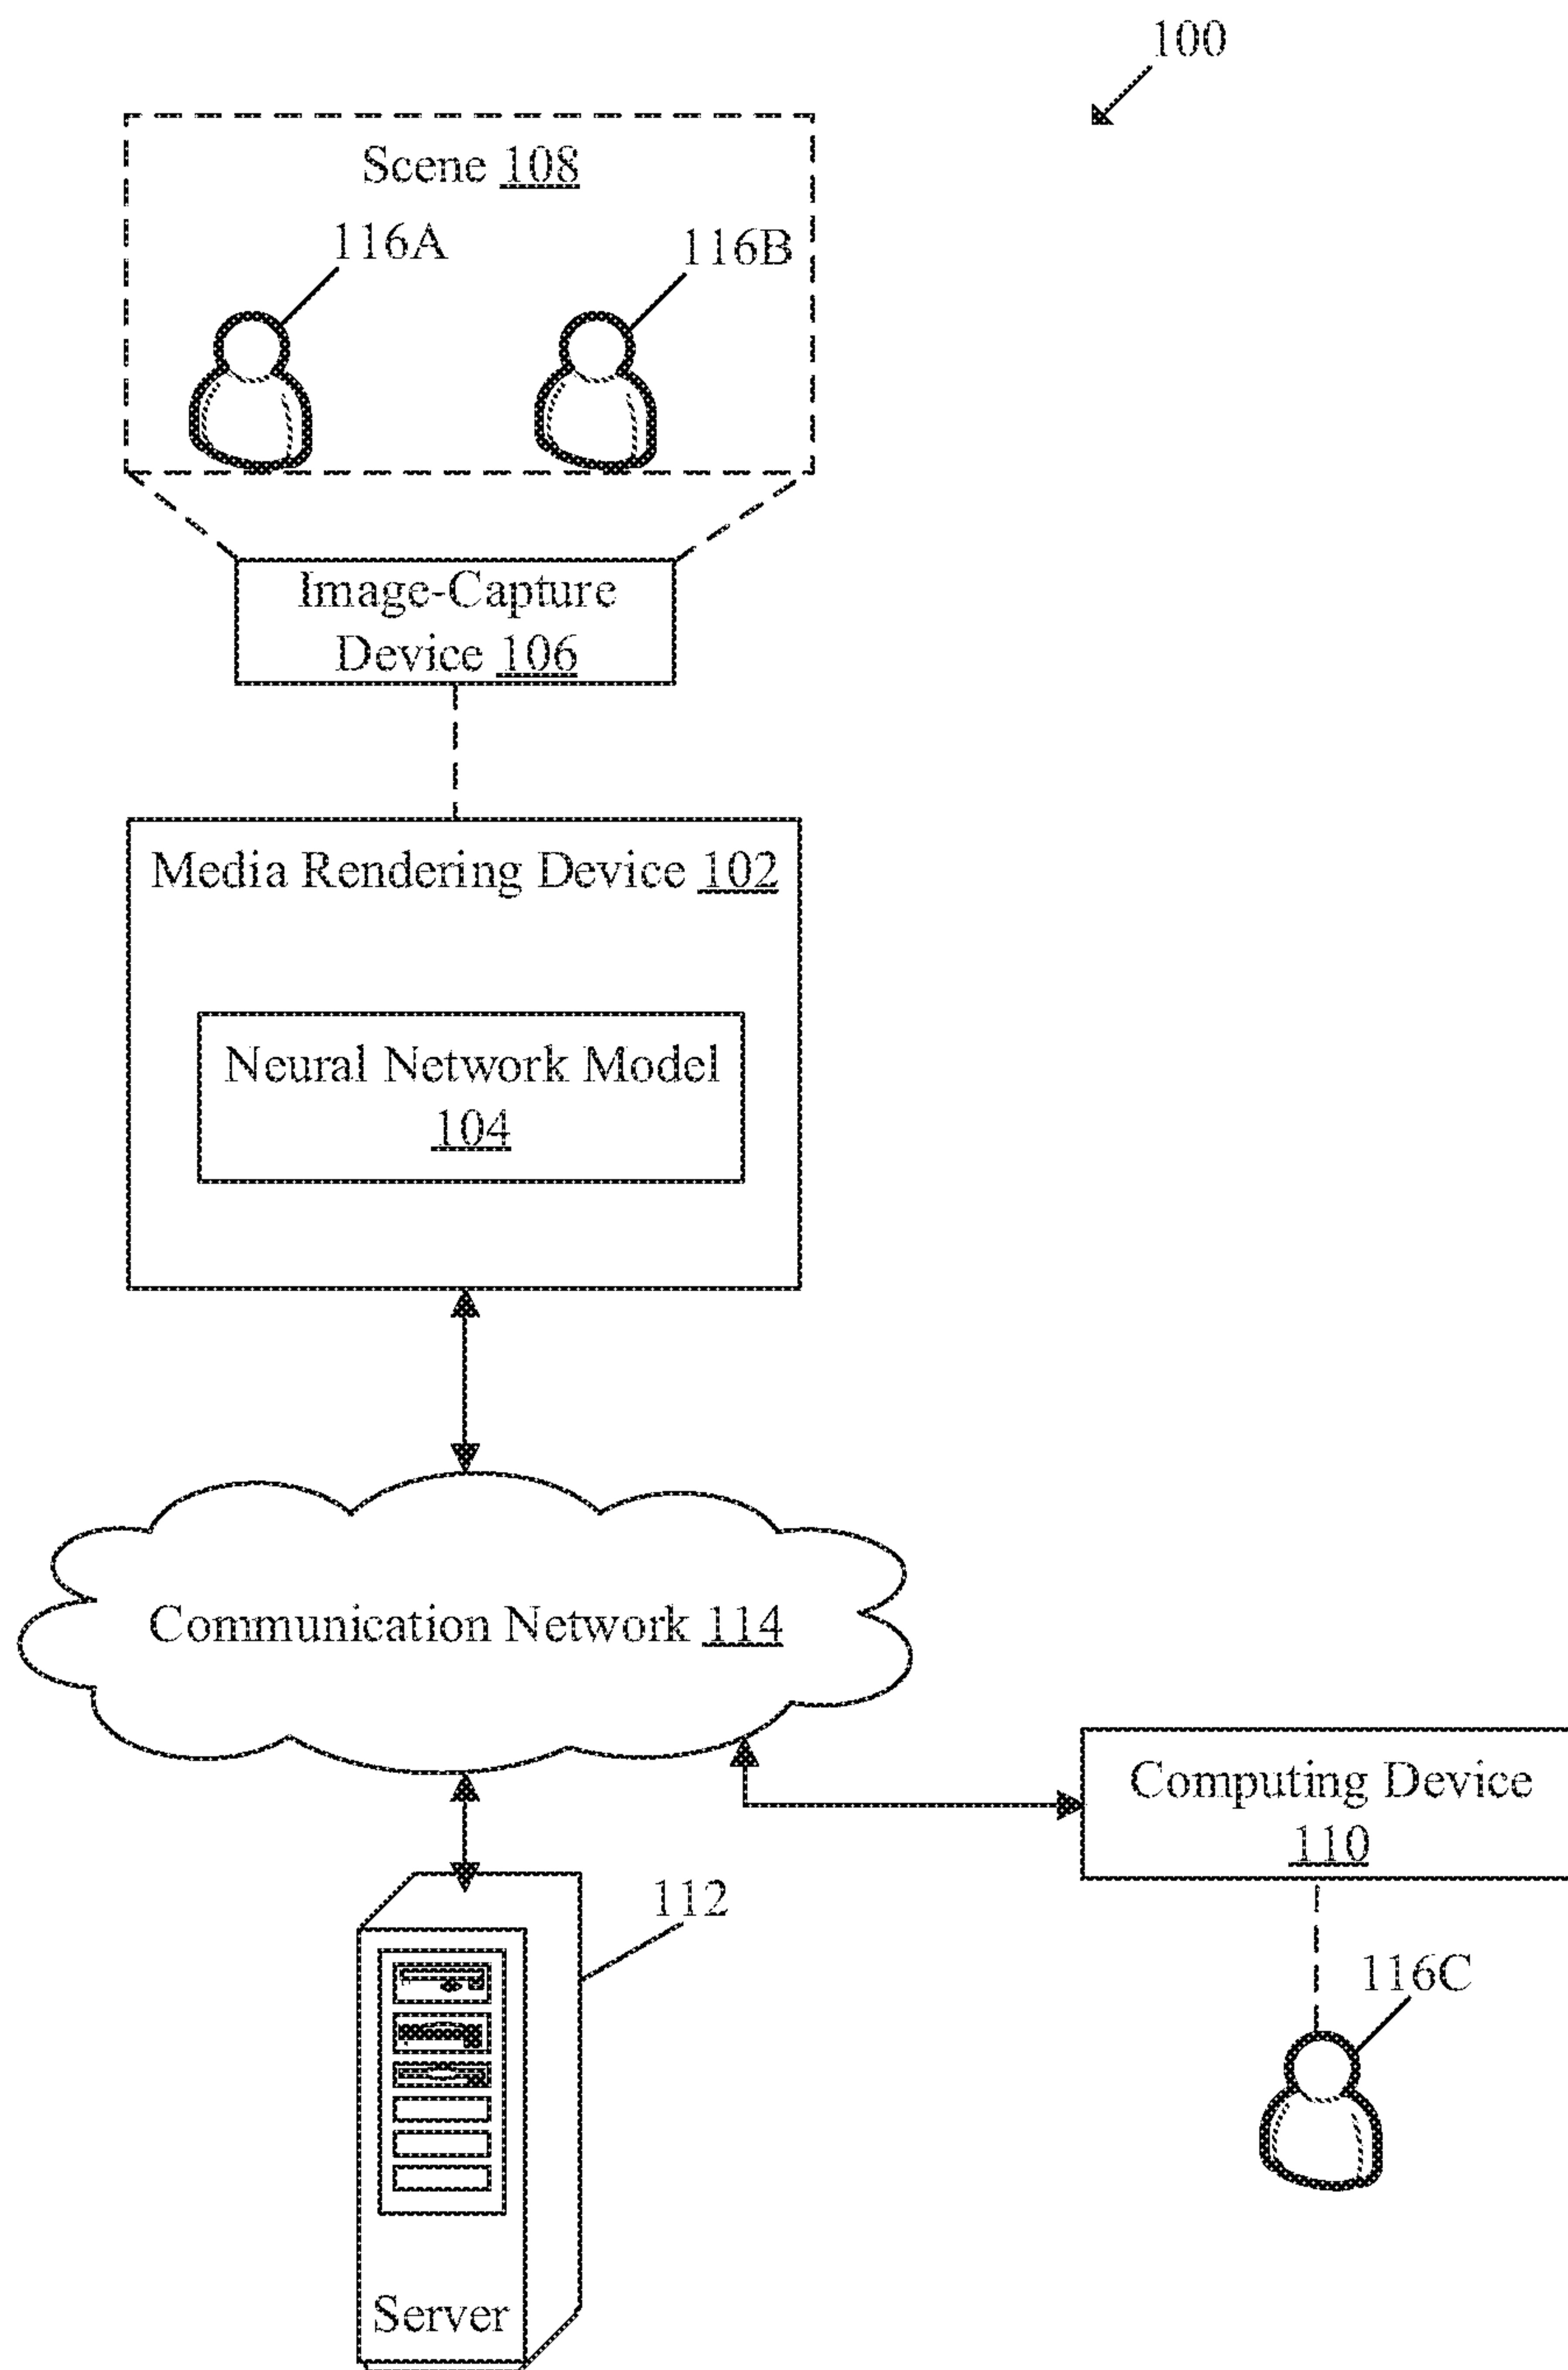 100
Scene 108
116A
116B
Image-Capture
Device 106
Media Rendering Device 102
Neural Network Model
104
Communication Network 114
Computing Device
110
112
116C
Server